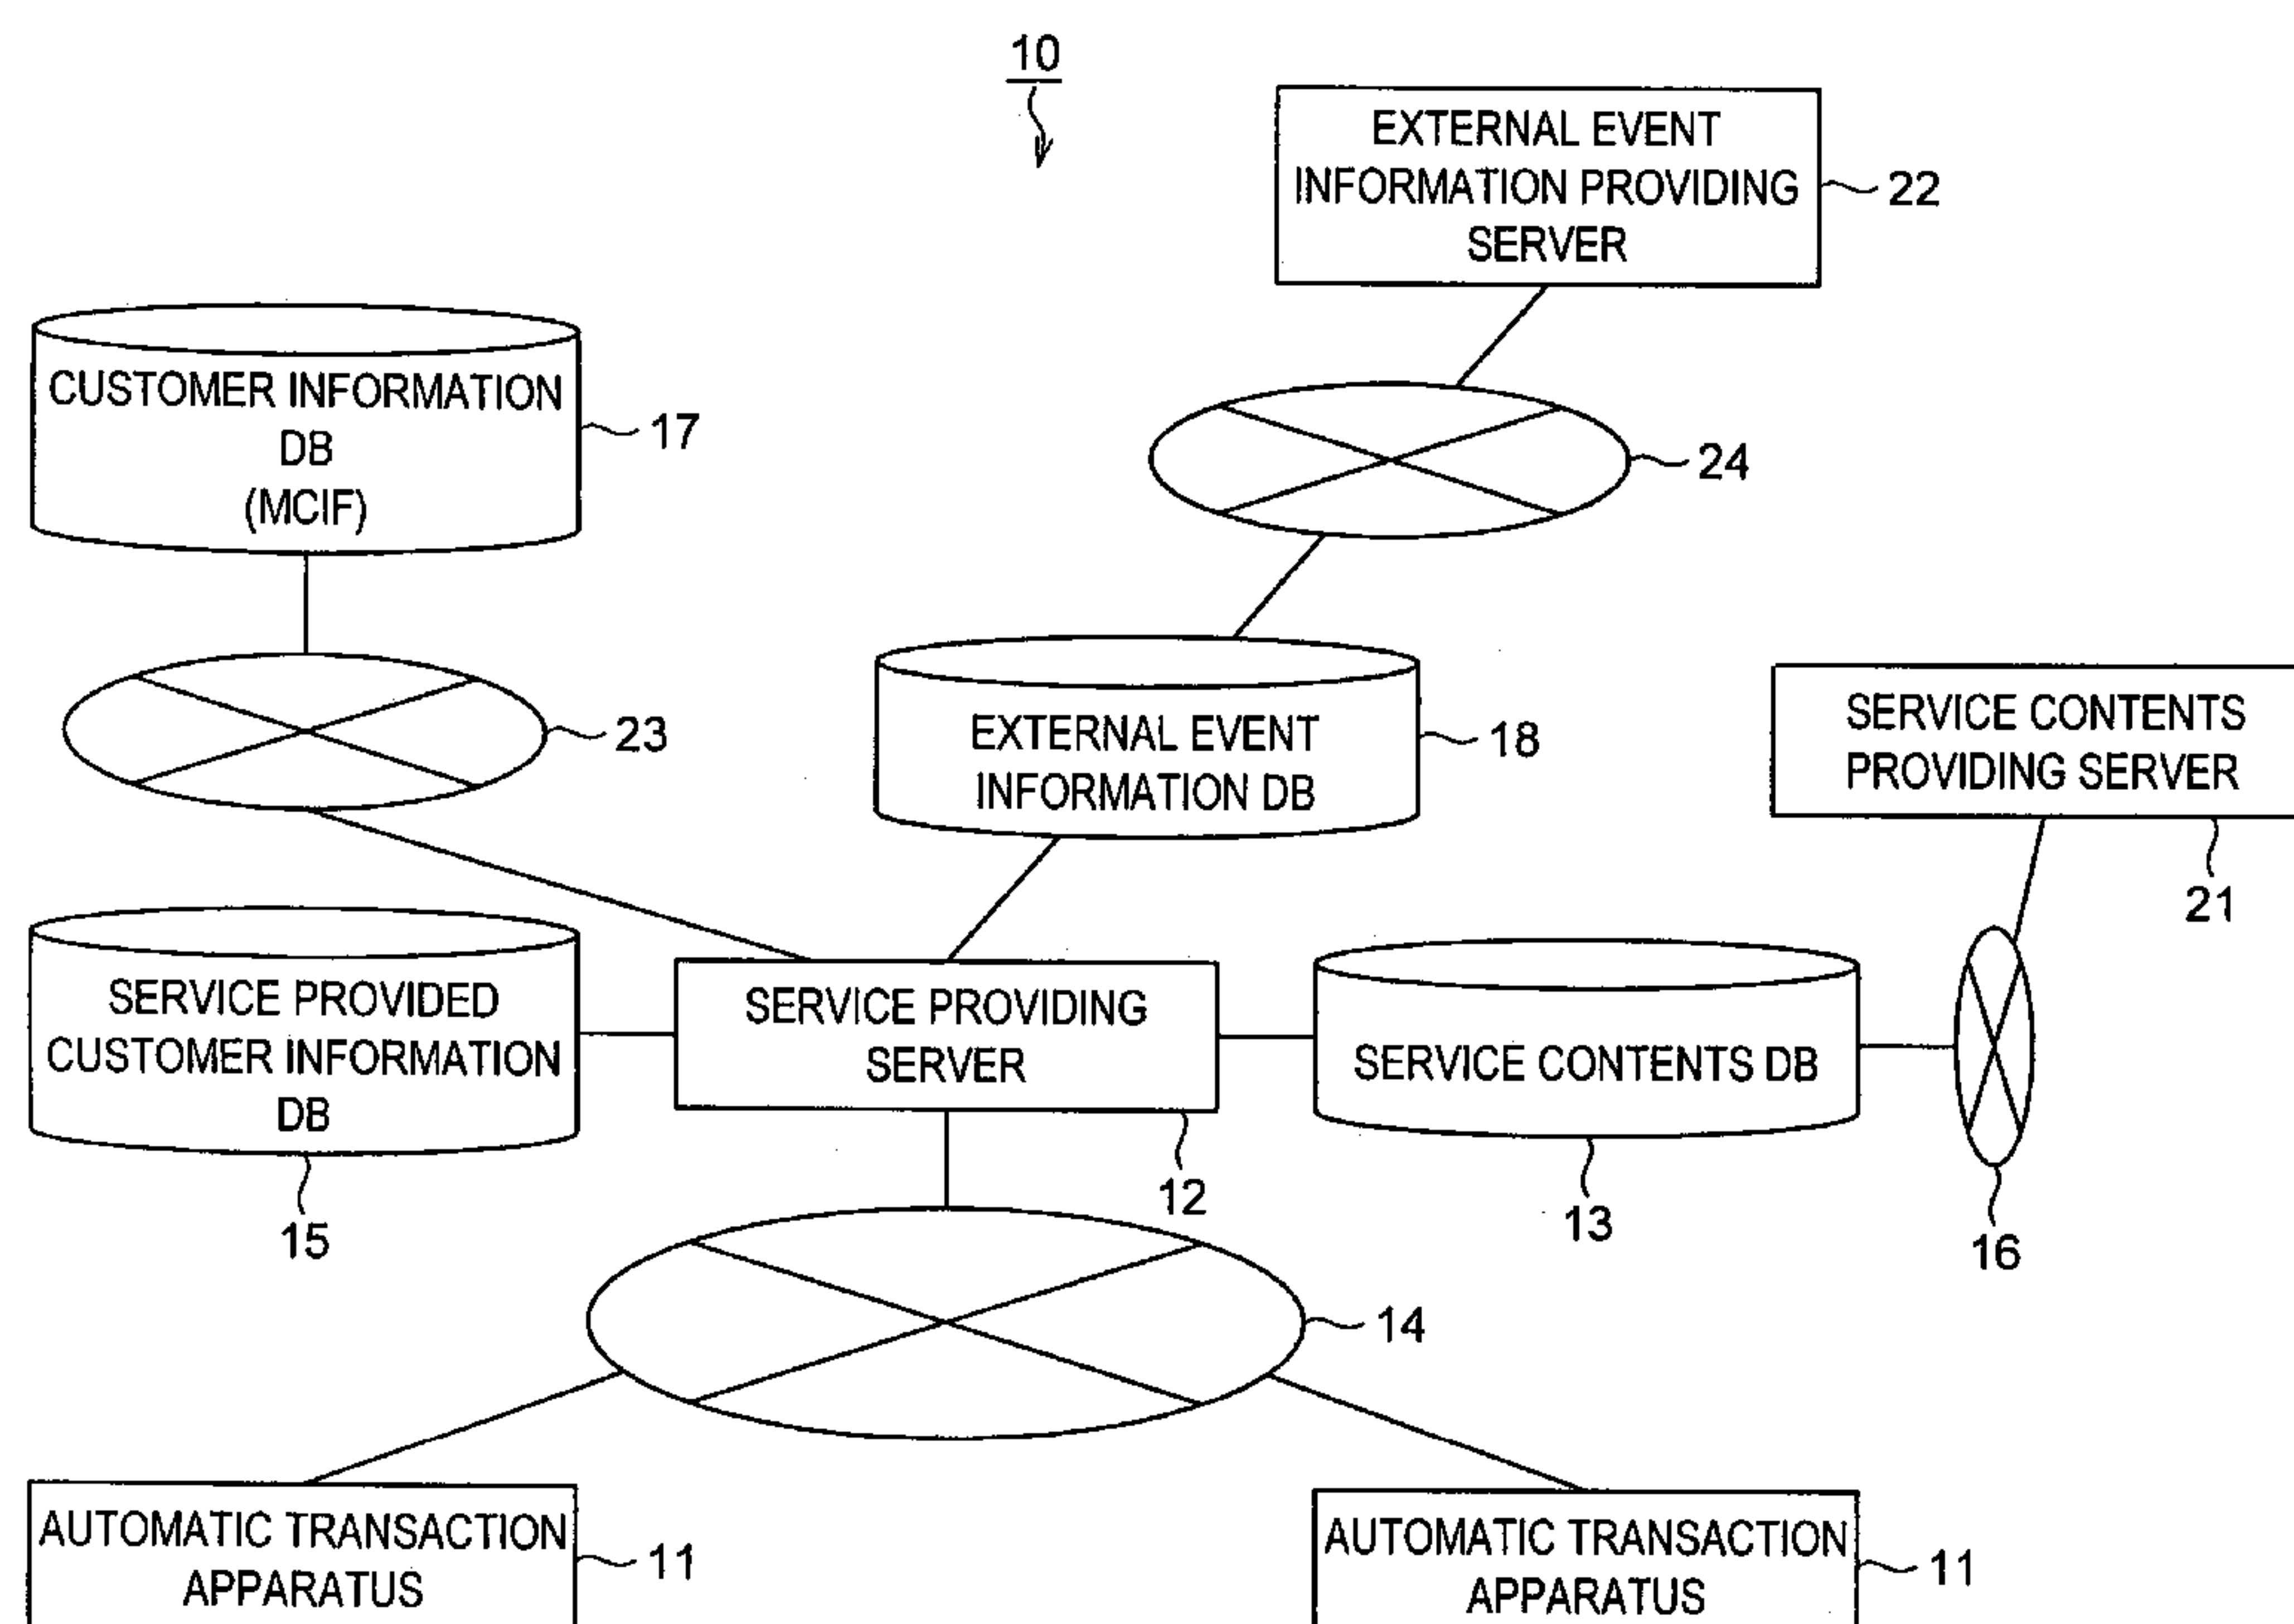 10
EXTERNAL EVENT
INFORMATION PROVIDING
SERVER
22
CUSTOMER INFORMATION
DB
(MCIF)
17
24
23
EXTERNAL EVENT
INFORMATION DB
18
SERVICE CONTENTS
PROVIDING SERVER
21
SERVICE PROVIDED
CUSTOMER INFORMATION
DB
15
SERVICE PROVIDING
SERVER
12
SERVICE CONTENTS DB
13
16
14
AUTOMATIC TRANSACTION
APPARATUS
11
AUTOMATIC TRANSACTION
APPARATUS
11